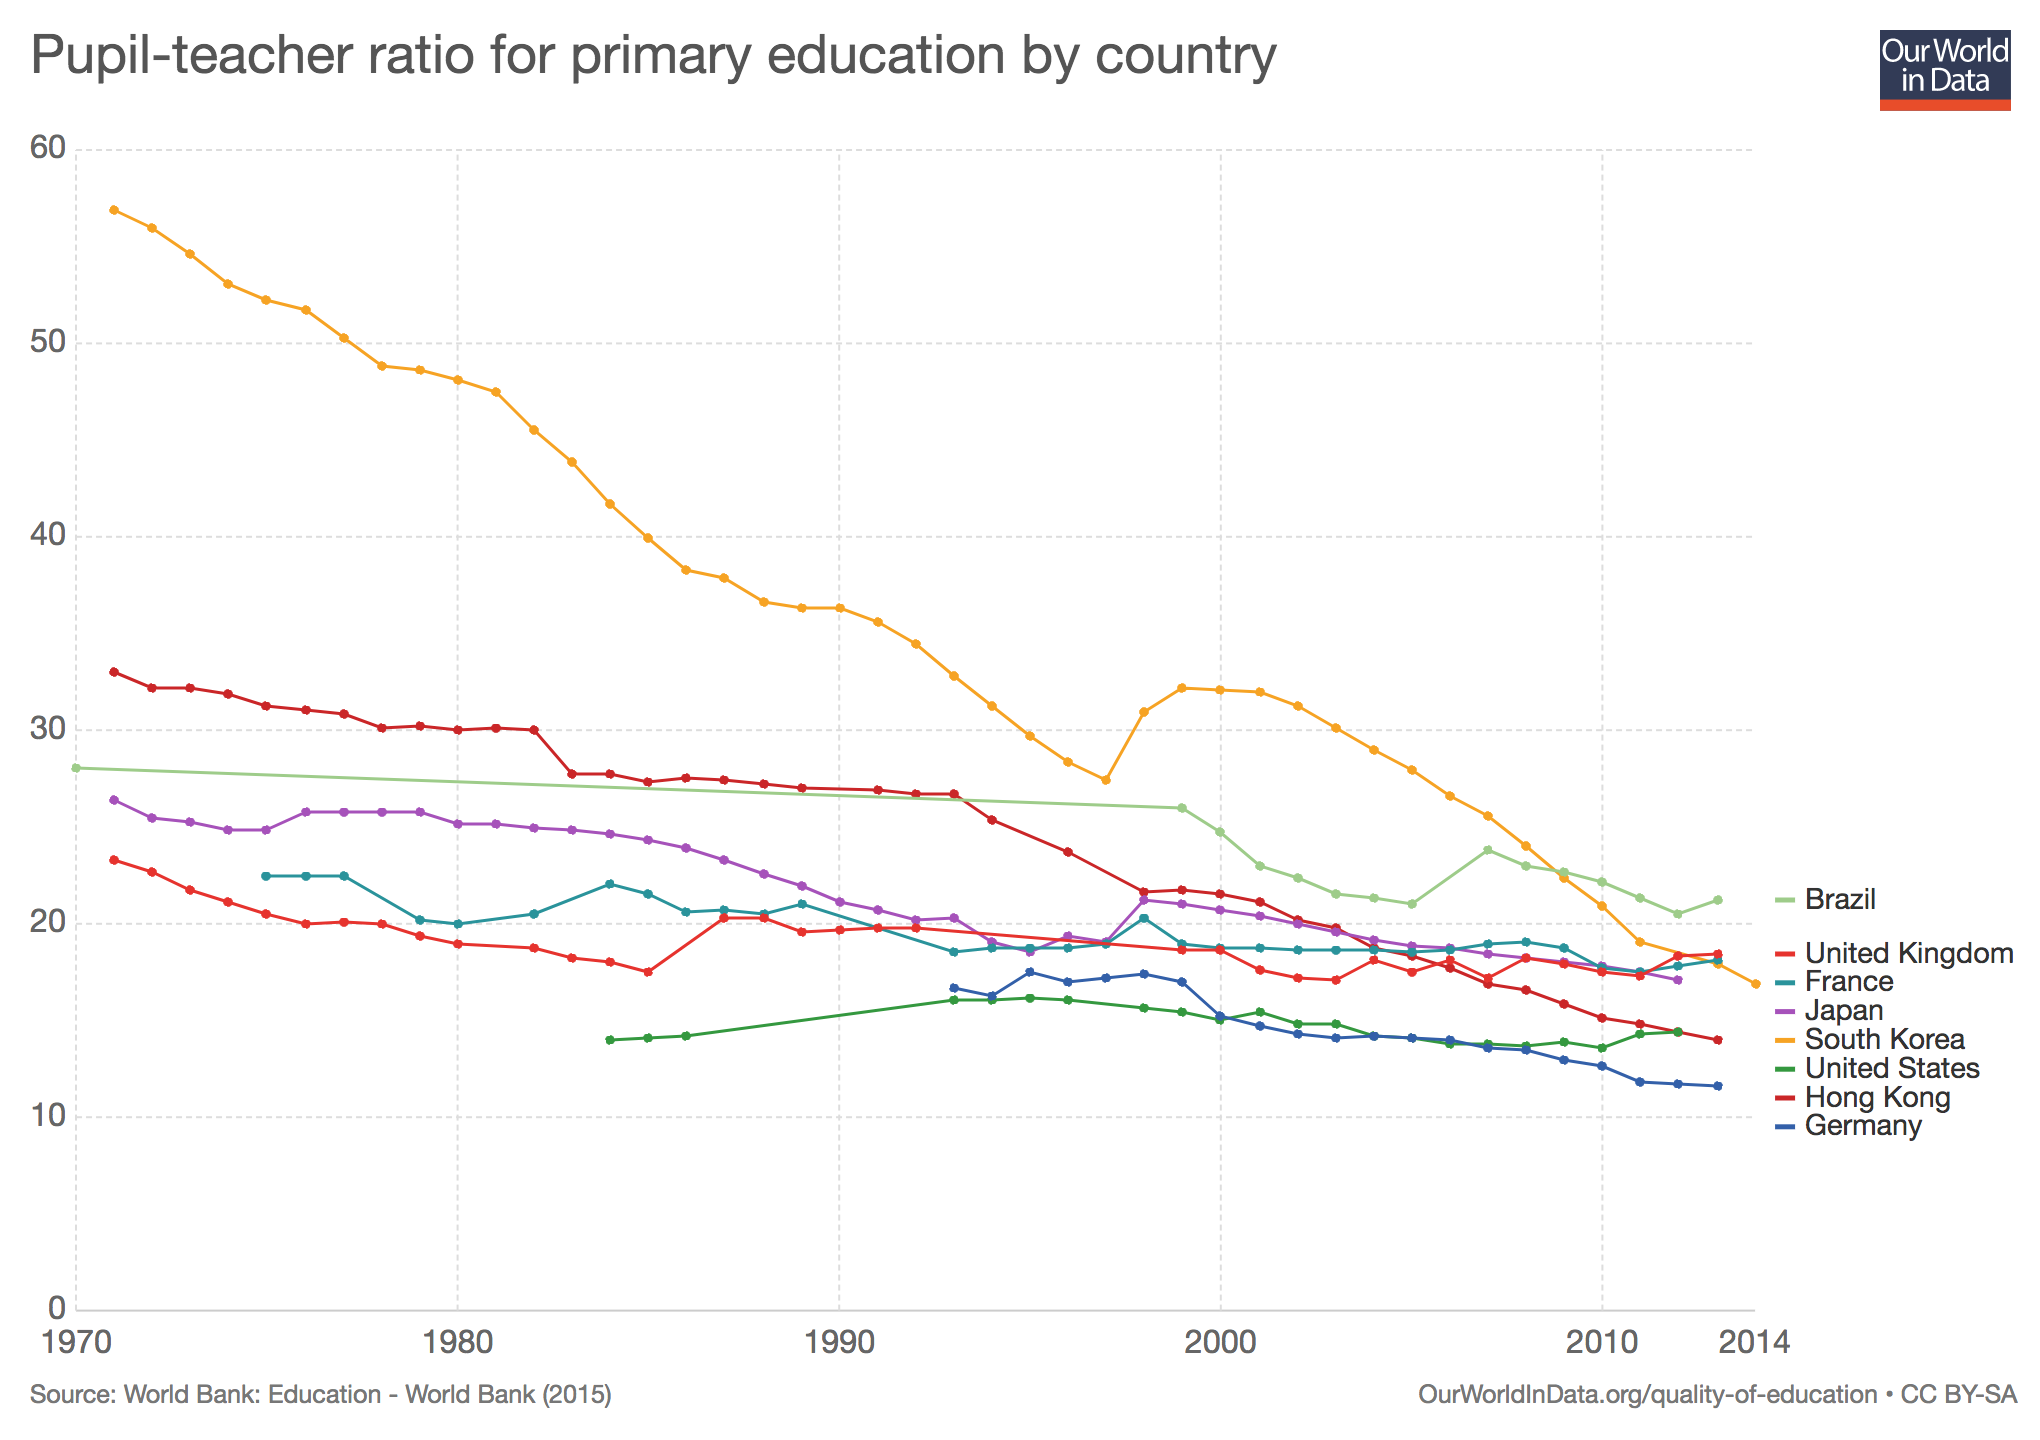 Pupil-teacher ratio for primary education by country
Our World
in Data
60
50
40
30
20
10
0
1970
1980
1990
2000
2010
2014
Brazil
United Kingdom
France
Japan
South Korea
United States
Hong Kong
Germany
Source: World Bank: Education - World Bank (2015)
OurWorldInData.org/quality-of-education • CC BY-SA